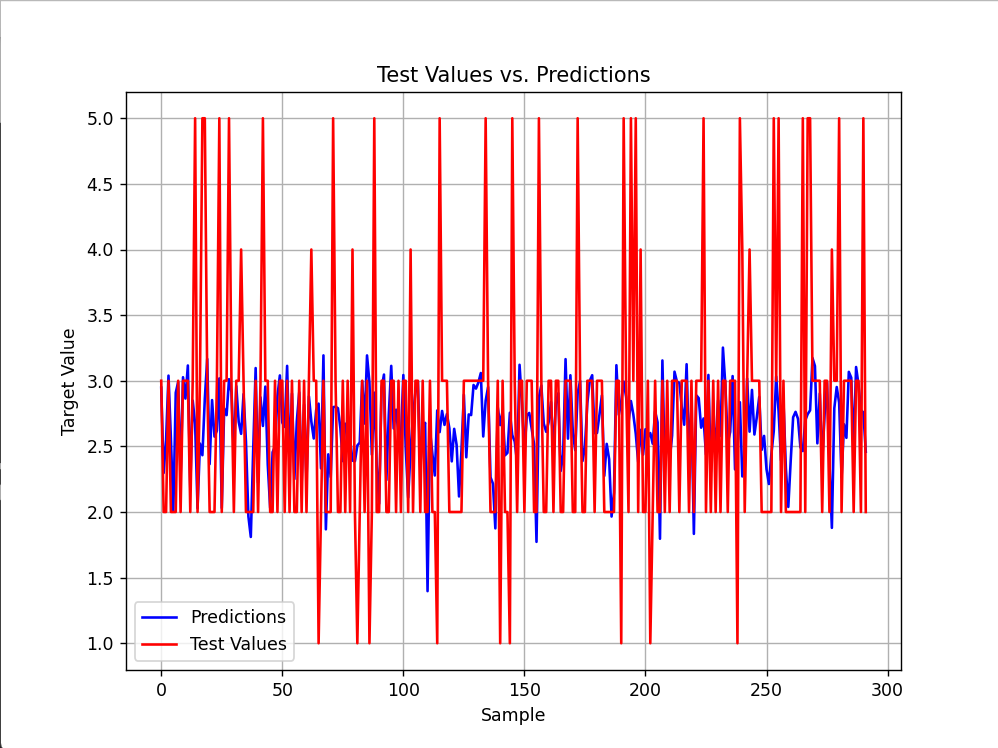 Test Values vs. Predictions
5.0
4.5
4.0
3.5
3.0
2.5
2.0
1.5
1.0
Target Value
Predictions
Test Values
0 50 100 150 200 250 300
Sample